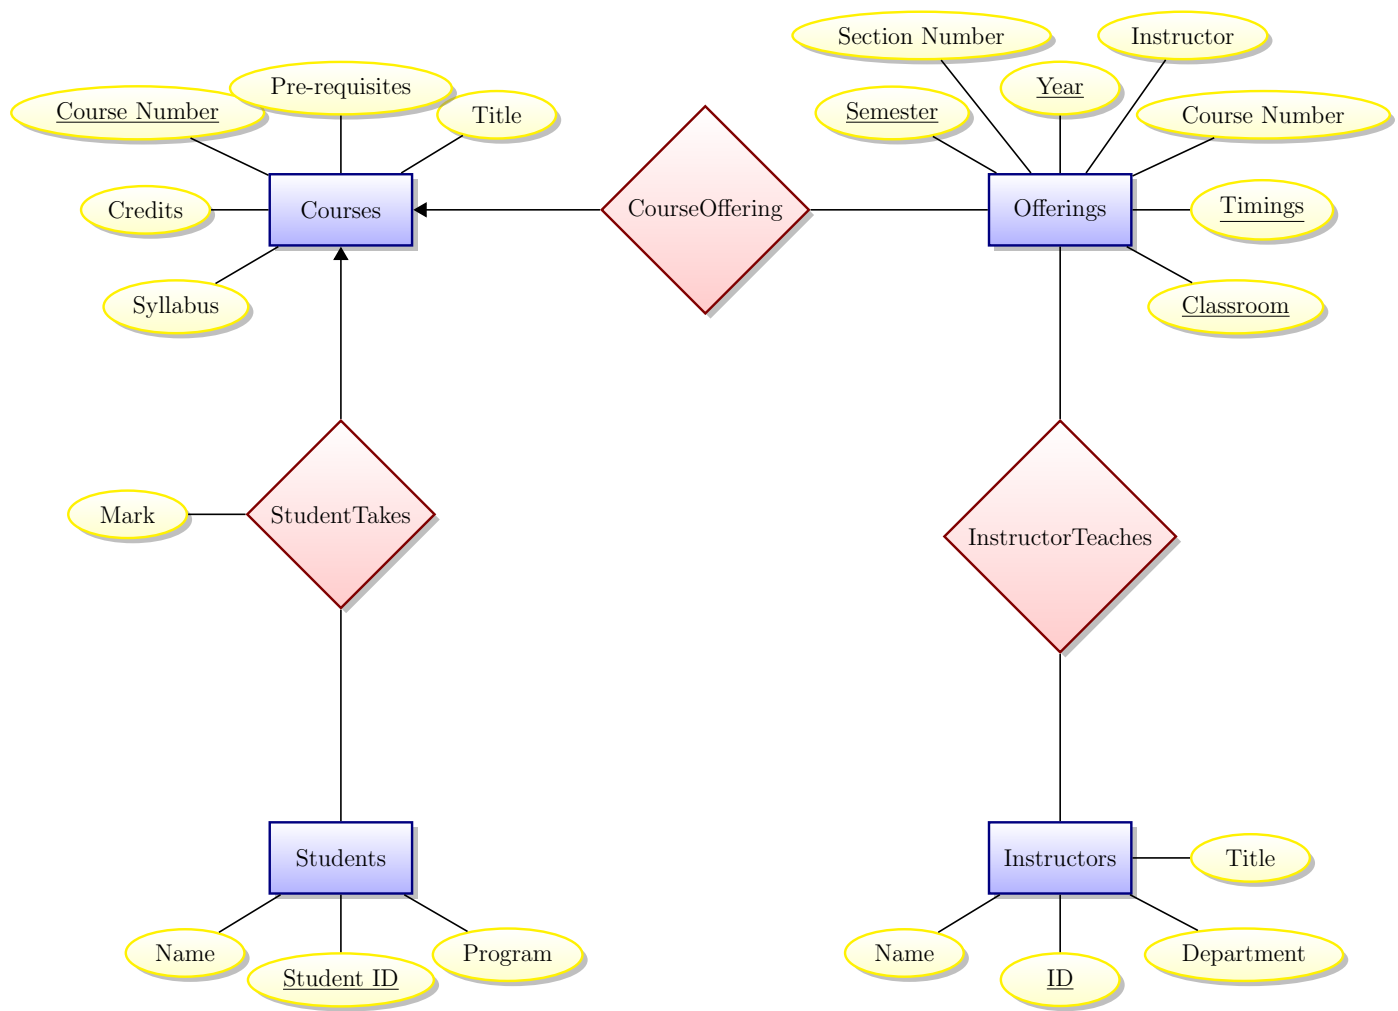 Section Number
Instructor
Pre-requisites
Year
Course Number
Title
Semester
Course Number
Credits
Courses
CourseOffering
Offerings
Timings
Syllabus
Classroom
Mark
StudentTakes
InstructorTeaches
Students
Instructors
Title
Name
Program
Name
Department
Student ID
ID